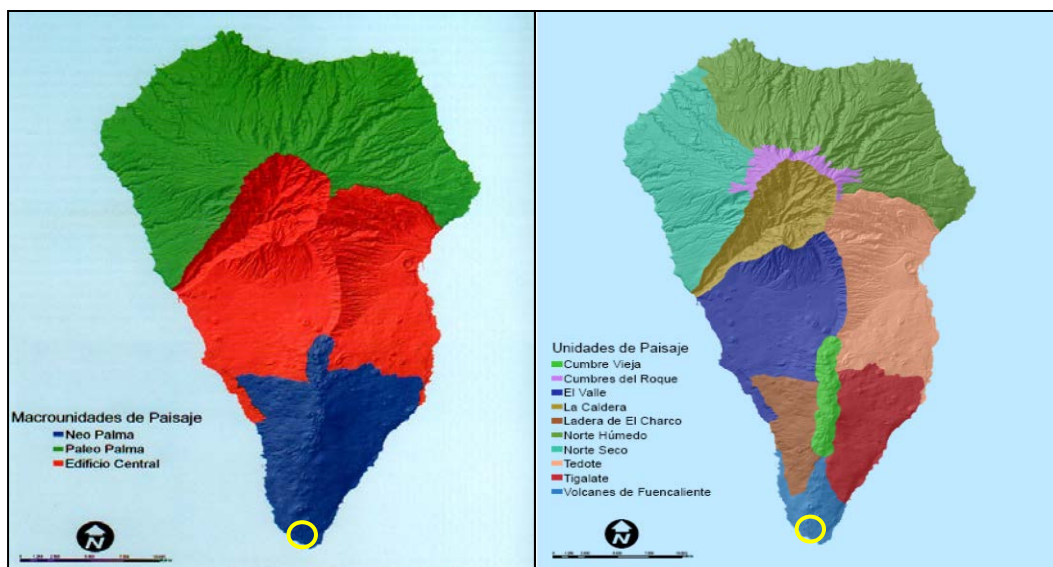 Macrounidades de Paisaje
Neo Palma
Paleo Palma
Edificio Central
N
Unidades de Paisaje
Cumbre Vieja
Cumbres del Roque
El Valle
La Caldera
Ladera de El Charco
Norte Húmedo
Norte Seco
Tedote
Tigalate
Volcanes de Fuencaliente
N